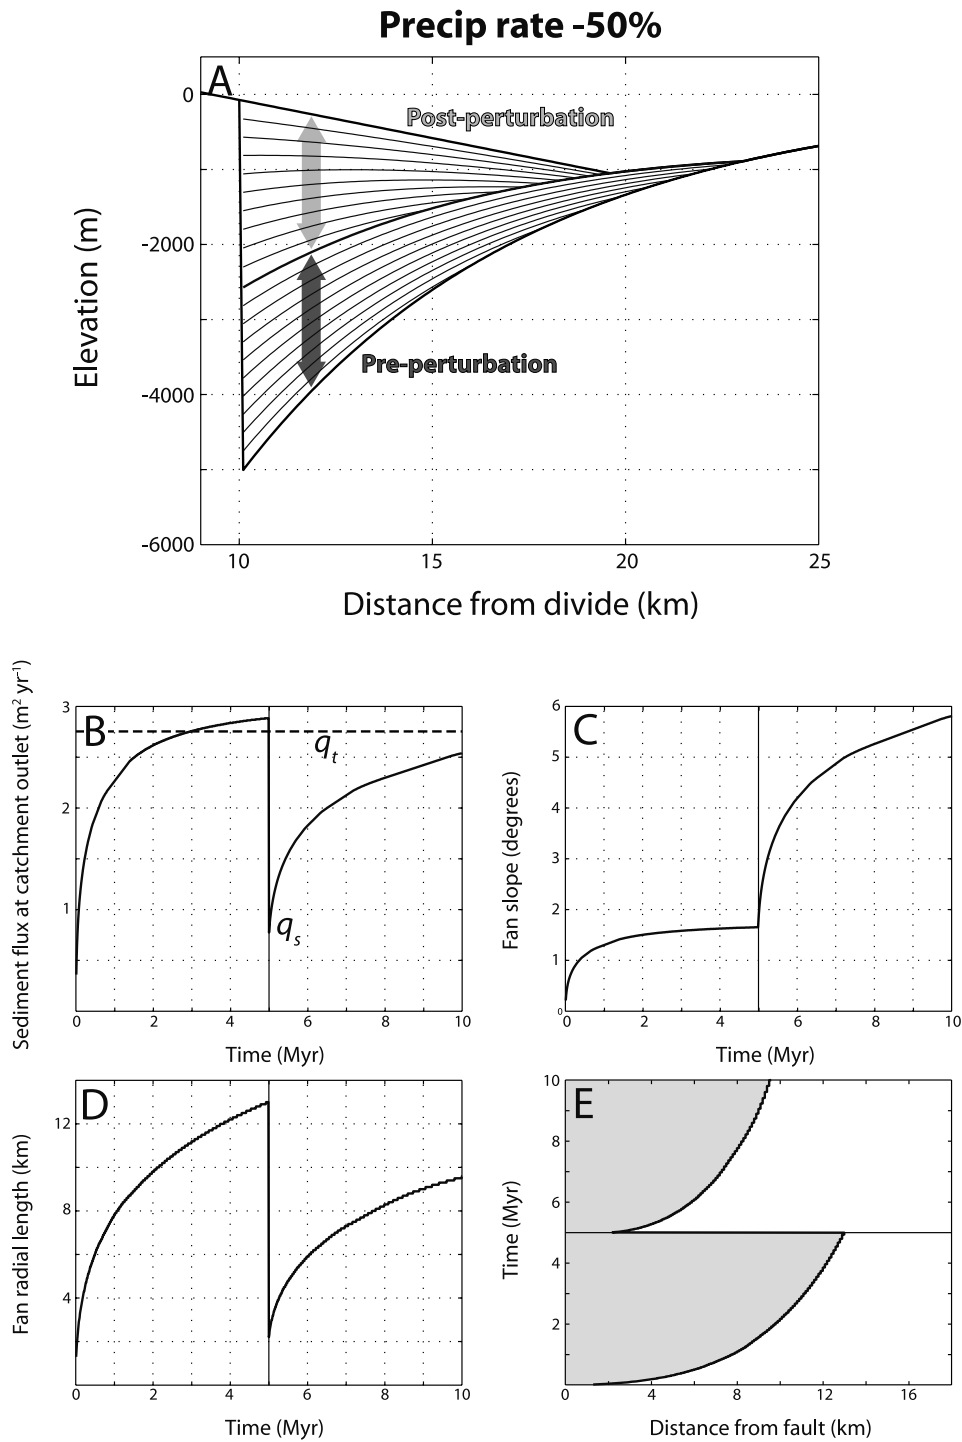 Precip rate -50%
A
Post-perturbation
Pre-perturbation
Elevation (m)
0
-2000
-4000
-6000
10 15 20 25
Distance from divide (km)
B
q_t
q_s
Sediment flux at catchment outlet (m² yr⁻¹)
3
2
1
0 2 4 6 8 10
Time (Myr)
C
Fan slope (degrees)
6
5
4
3
2
1
0
0 2 4 6 8 10
Time (Myr)
D
Fan radial length (km)
12
8
4
0 2 4 6 8 10
Time (Myr)
E
Time (Myr)
10
8
6
4
2
0 4 8 12 16
Distance from fault (km)